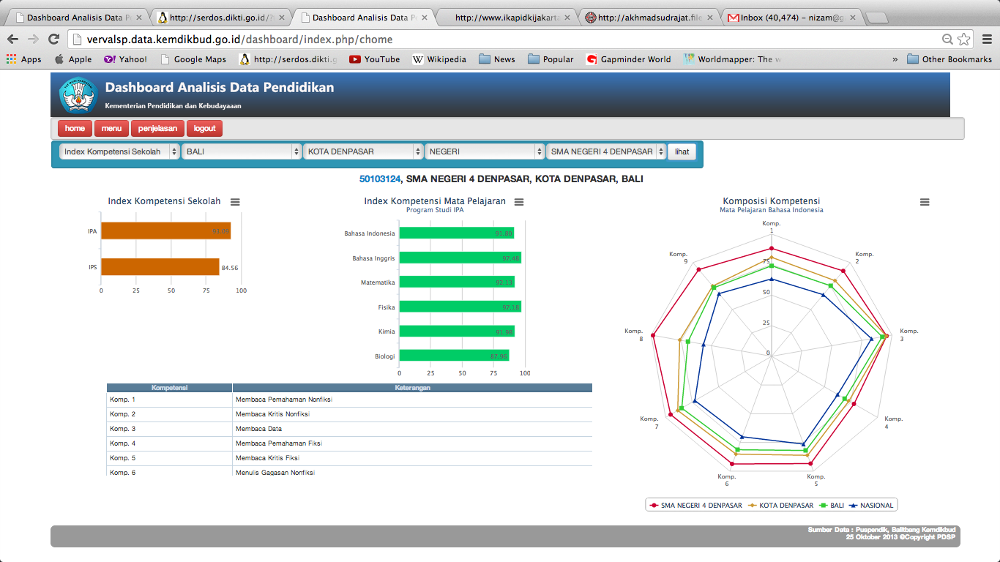 Dashboard Analisis Data P
http://serdos.dikti.go.id/?
Dashboard Analisis Data P
http://www.ikapidkijakarta
http://akhmadsudrajat.file
Inbox (40,474) – nizam@g
vervalsp.data.kemdikbud.go.id/dashboard/index.php/chome
Apps Apple Yahoo! Google Maps http://serdos.dikti.g YouTube Wikipedia News Popular Gapminder World Worldmapper: The w » Other Bookmarks
Dashboard Analisis Data Pendidikan
Kementerian Pendidikan dan Kebudayaaan
home menu penjelasan logout
Index Kompetensi Sekolah BALI KOTA DENPASAR NEGERI SMA NEGERI 4 DENPASAR lihat
50103124, SMA NEGERI 4 DENPASAR, KOTA DENPASAR, BALI
Index Kompetensi Sekolah
IPA 93.09
IPS 84.56
0 25 50 75 100
Index Kompetensi Mata Pelajaran
Program Studi IPA
Bahasa Indonesia 91.80
Bahasa Inggris 97.48
Matematika 92.13
Fisika 97.18
Kimia 91.98
Biologi 87.96
0 25 50 75 100
Komposisi Kompetensi
Mata Pelajaran Bahasa Indonesia
Komp.
1
Komp.
2
Komp.
3
Komp.
4
Komp.
5
Komp.
6
Komp.
7
Komp.
8
Komp.
9
75
50
25
0
SMA NEGERI 4 DENPASAR KOTA DENPASAR BALI NASIONAL
Kompetensi Keterangan
Komp. 1 Membaca Pemahaman Nonfiksi
Komp. 2 Membaca Kritis Nonfiksi
Komp. 3 Membaca Data
Komp. 4 Membaca Pemahaman Fiksi
Komp. 5 Membaca Kritis Fiksi
Komp. 6 Menulis Gagasan Nonfiksi
Sumber Data : Puspendik, Balitbang Kemdikbud
25 Oktober 2013 @Copyright PDSP